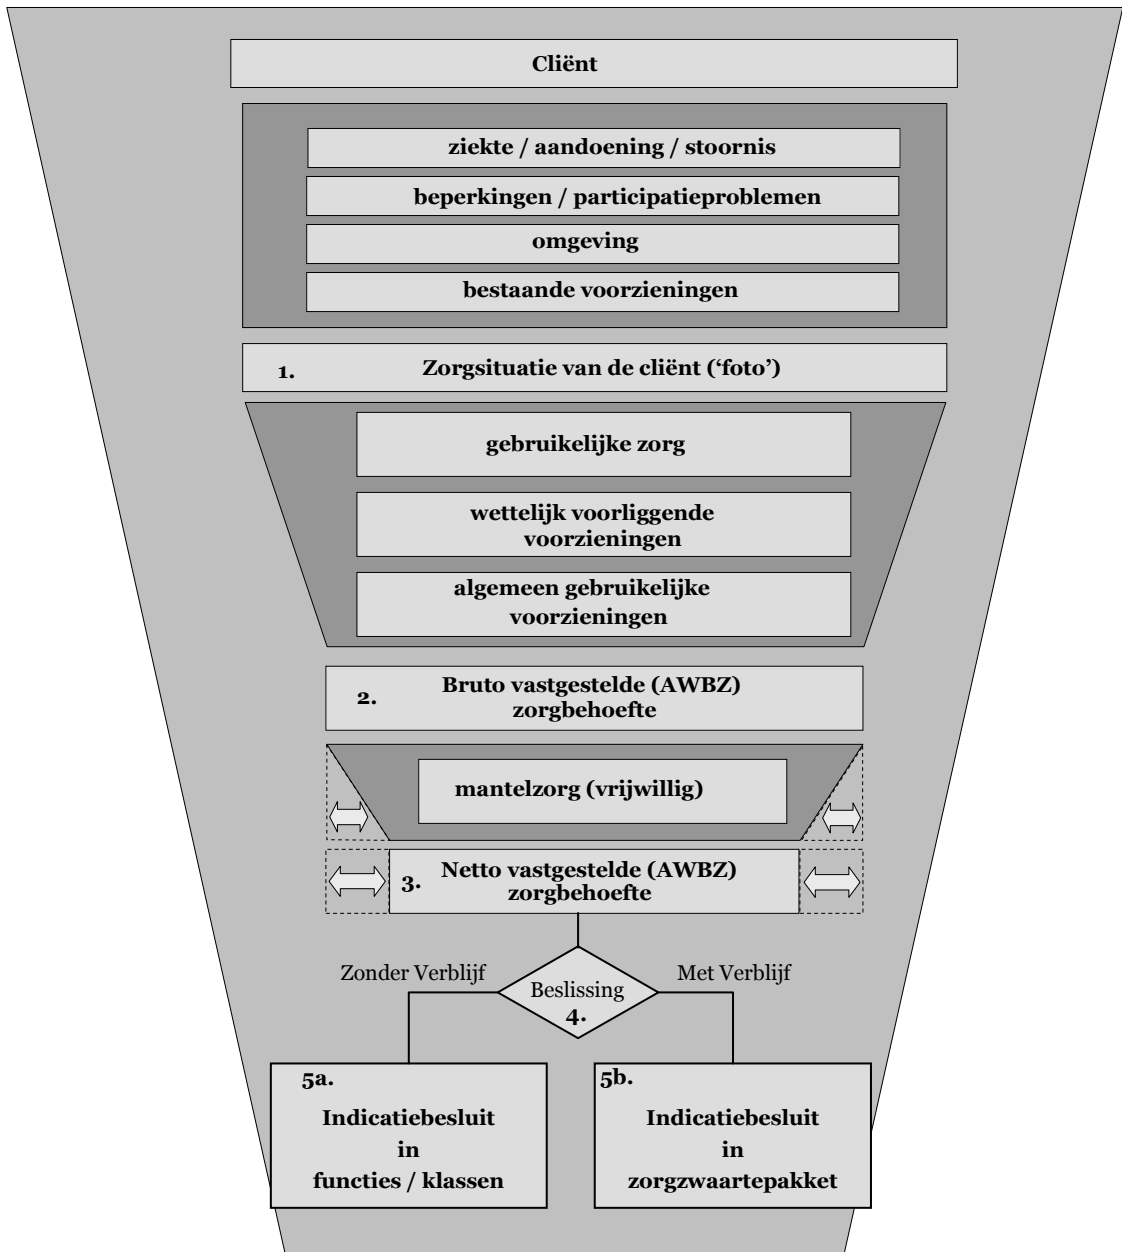 Cliënt
ziekte / aandoening / stoornis
beperkingen / participatieproblemen
omgeving
bestaande voorzieningen
1. Zorgsituatie van de cliënt (‘foto’)
gebruikelijke zorg
wettelijk voorliggende
voorzieningen
algemeen gebruikelijke
voorzieningen
2. Bruto vastgestelde (AWBZ)
zorgbehoefte
mantelzorg (vrijwillig)
3. Netto vastgestelde (AWBZ)
zorgbehoefte
Zonder Verblijf
Met Verblijf
Beslissing
4.
5a.
Indicatiebesluit
in
functies / klassen
5b.
Indicatiebesluit
in
zorgzwaartepakket